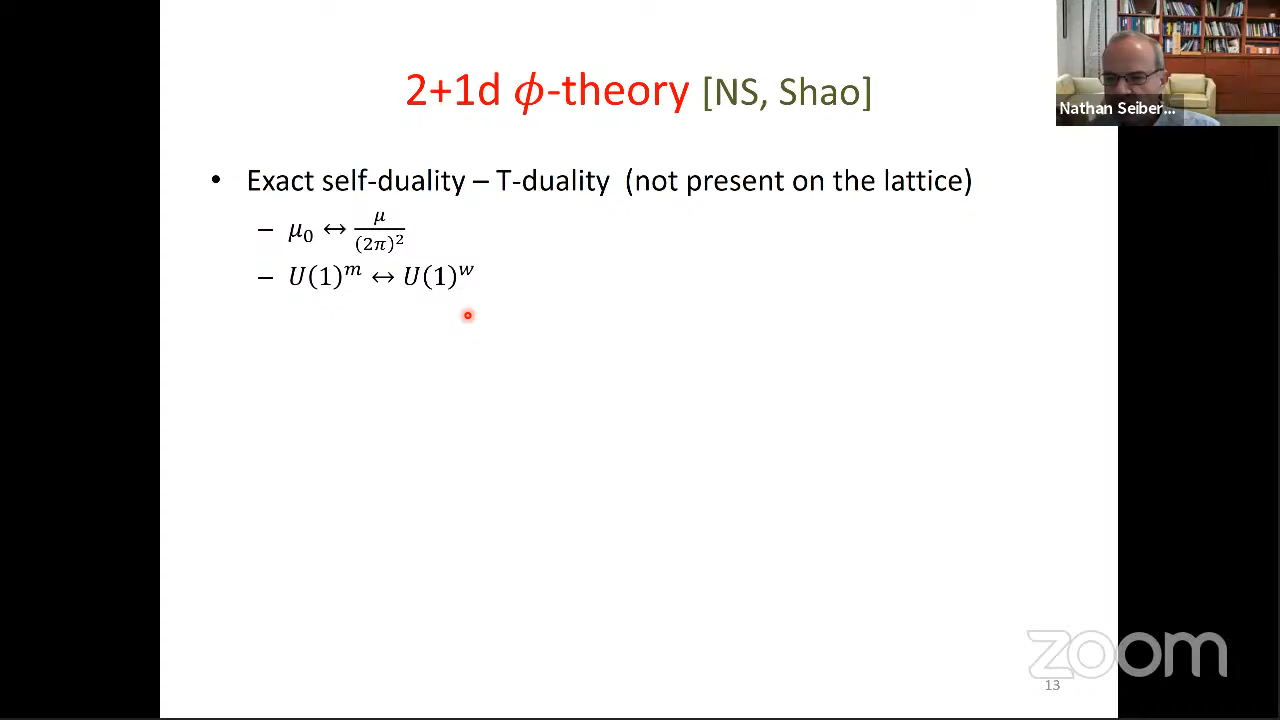 2+1d ϕ-theory [NS, Shao]
Nathan Seiber...
• Exact self-duality – T-duality (not present on the lattice)
– μ₀ ↔ μ/(2π)²
– U(1)ᵐ ↔ U(1)ʷ
zoom
13